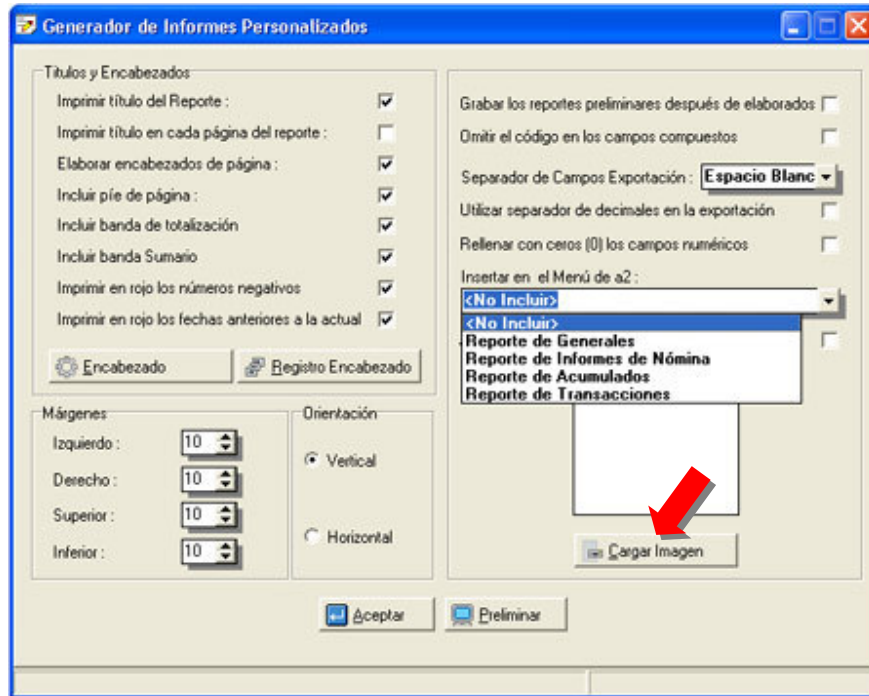 Generador de Informes Personalizados
Títulos y Encabezados
Imprimir título del Reporte :
Imprimir título en cada página del reporte :
Elaborar encabezados de página :
Incluir píe de página :
Incluir banda de totalización
Incluir banda Sumario
Imprimir en rojo los números negativos
Imprimir en rojo los fechas anteriores a la actual
Encabezado
Registro Encabezado
Márgenes
Izquierdo : 10
Derecho : 10
Superior : 10
Inferior : 10
Orientación
Vertical
Horizontal
Grabar los reportes preliminares después de elaborados
Omitir el código en los campos compuestos
Separador de Campos Exportación : Espacio Blanc
Utilizar separador de decimales en la exportación
Rellenar con ceros (0) los campos numéricos
Insertar en el Menú de a2 :
<No Incluir>
<No Incluir>
Reporte de Generales
Reporte de Informes de Nómina
Reporte de Acumulados
Reporte de Transacciones
Cargar Imagen
Aceptar
Preliminar